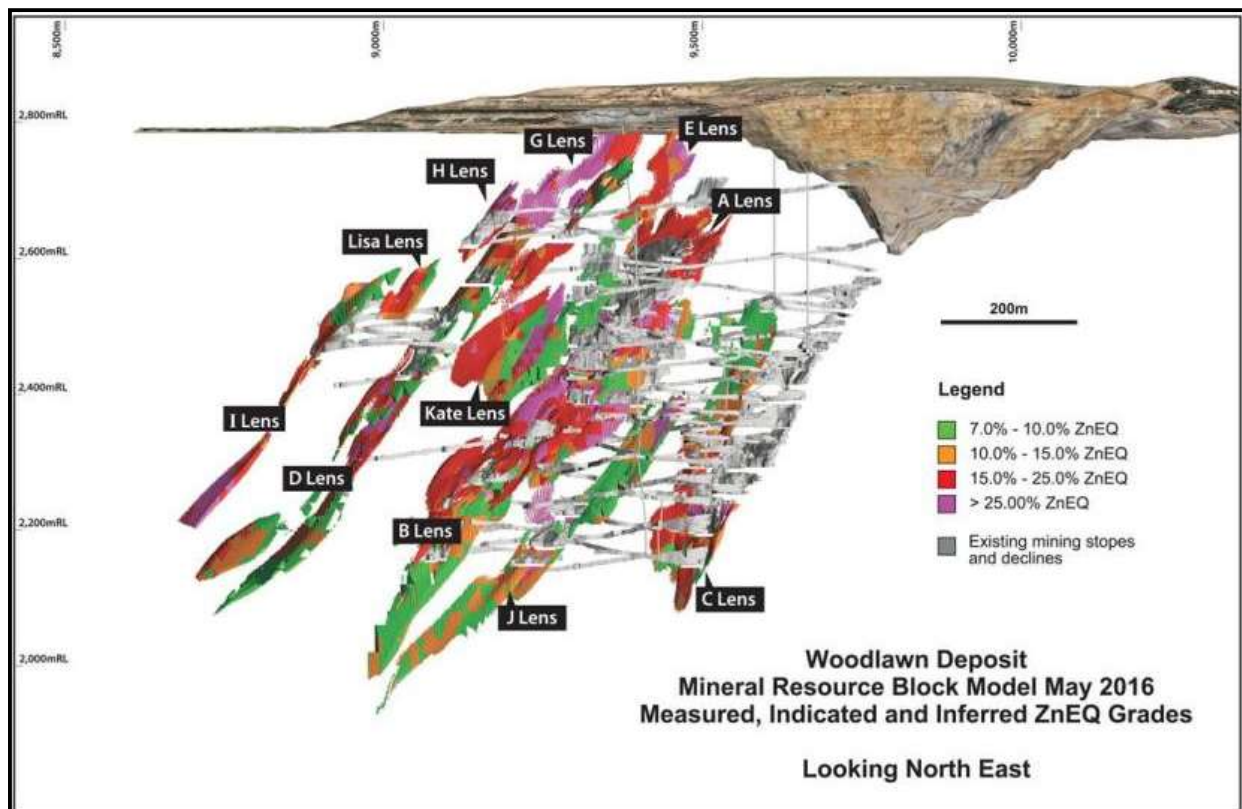 8,500m
9,000m
9,500m
10,000m
2,800mRL
G Lens
E Lens
H Lens
A Lens
Lisa Lens
2,600mRL
200m
2,400mRL
Legend
Kate Lens
I Lens
7.0% - 10.0% ZnEQ
10.0% - 15.0% ZnEQ
D Lens
15.0% - 25.0% ZnEQ
> 25.00% ZnEQ
2,200mRL
B Lens
Existing mining stopes
and declines
C Lens
J Lens
2,000mRL
Woodlawn Deposit
Mineral Resource Block Model May 2016
Measured, Indicated and Inferred ZnEQ Grades
Looking North East